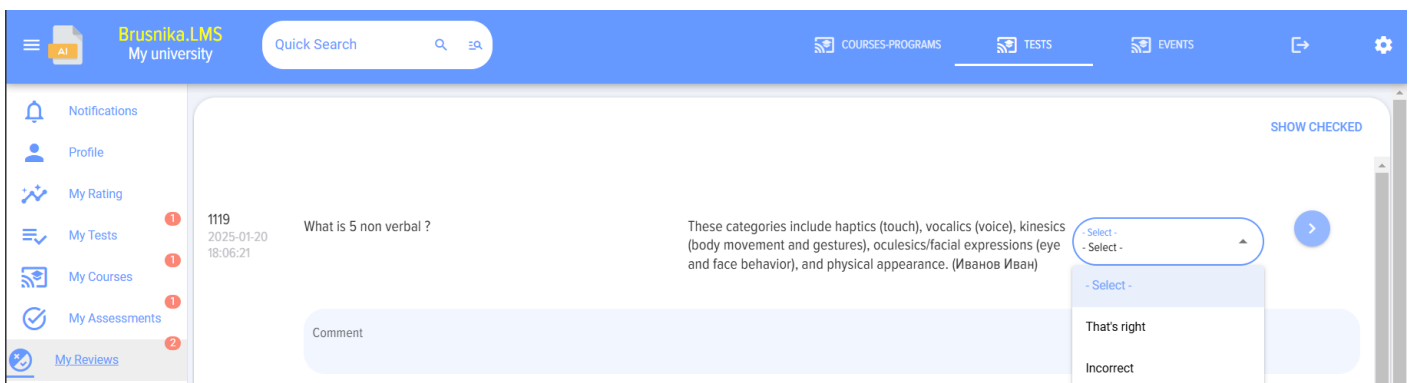 AI
Brusnika.LMS
My university
Quick Search
COURSES-PROGRAMS
TESTS
EVENTS
Notifications
Profile
My Rating
1
My Tests
1
My Courses
1
My Assessments
2
My Reviews
SHOW CHECKED
1119
2025-01-20
18:06:21
What is 5 non verbal ?
These categories include haptics (touch), vocalics (voice), kinesics
(body movement and gestures), oculesics/facial expressions (eye
and face behavior), and physical appearance. (Иванов Иван)
- Select -
- Select -
- Select -
That's right
Incorrect
Comment